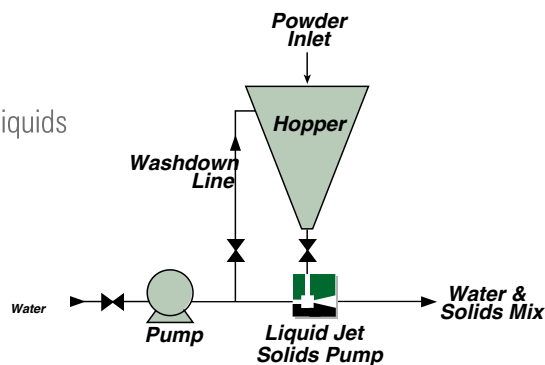 Powder
Inlet
iquids
Hopper
Washdown
Line
Water
Pump
Liquid Jet
Solids Pump
Water &
Solids Mix